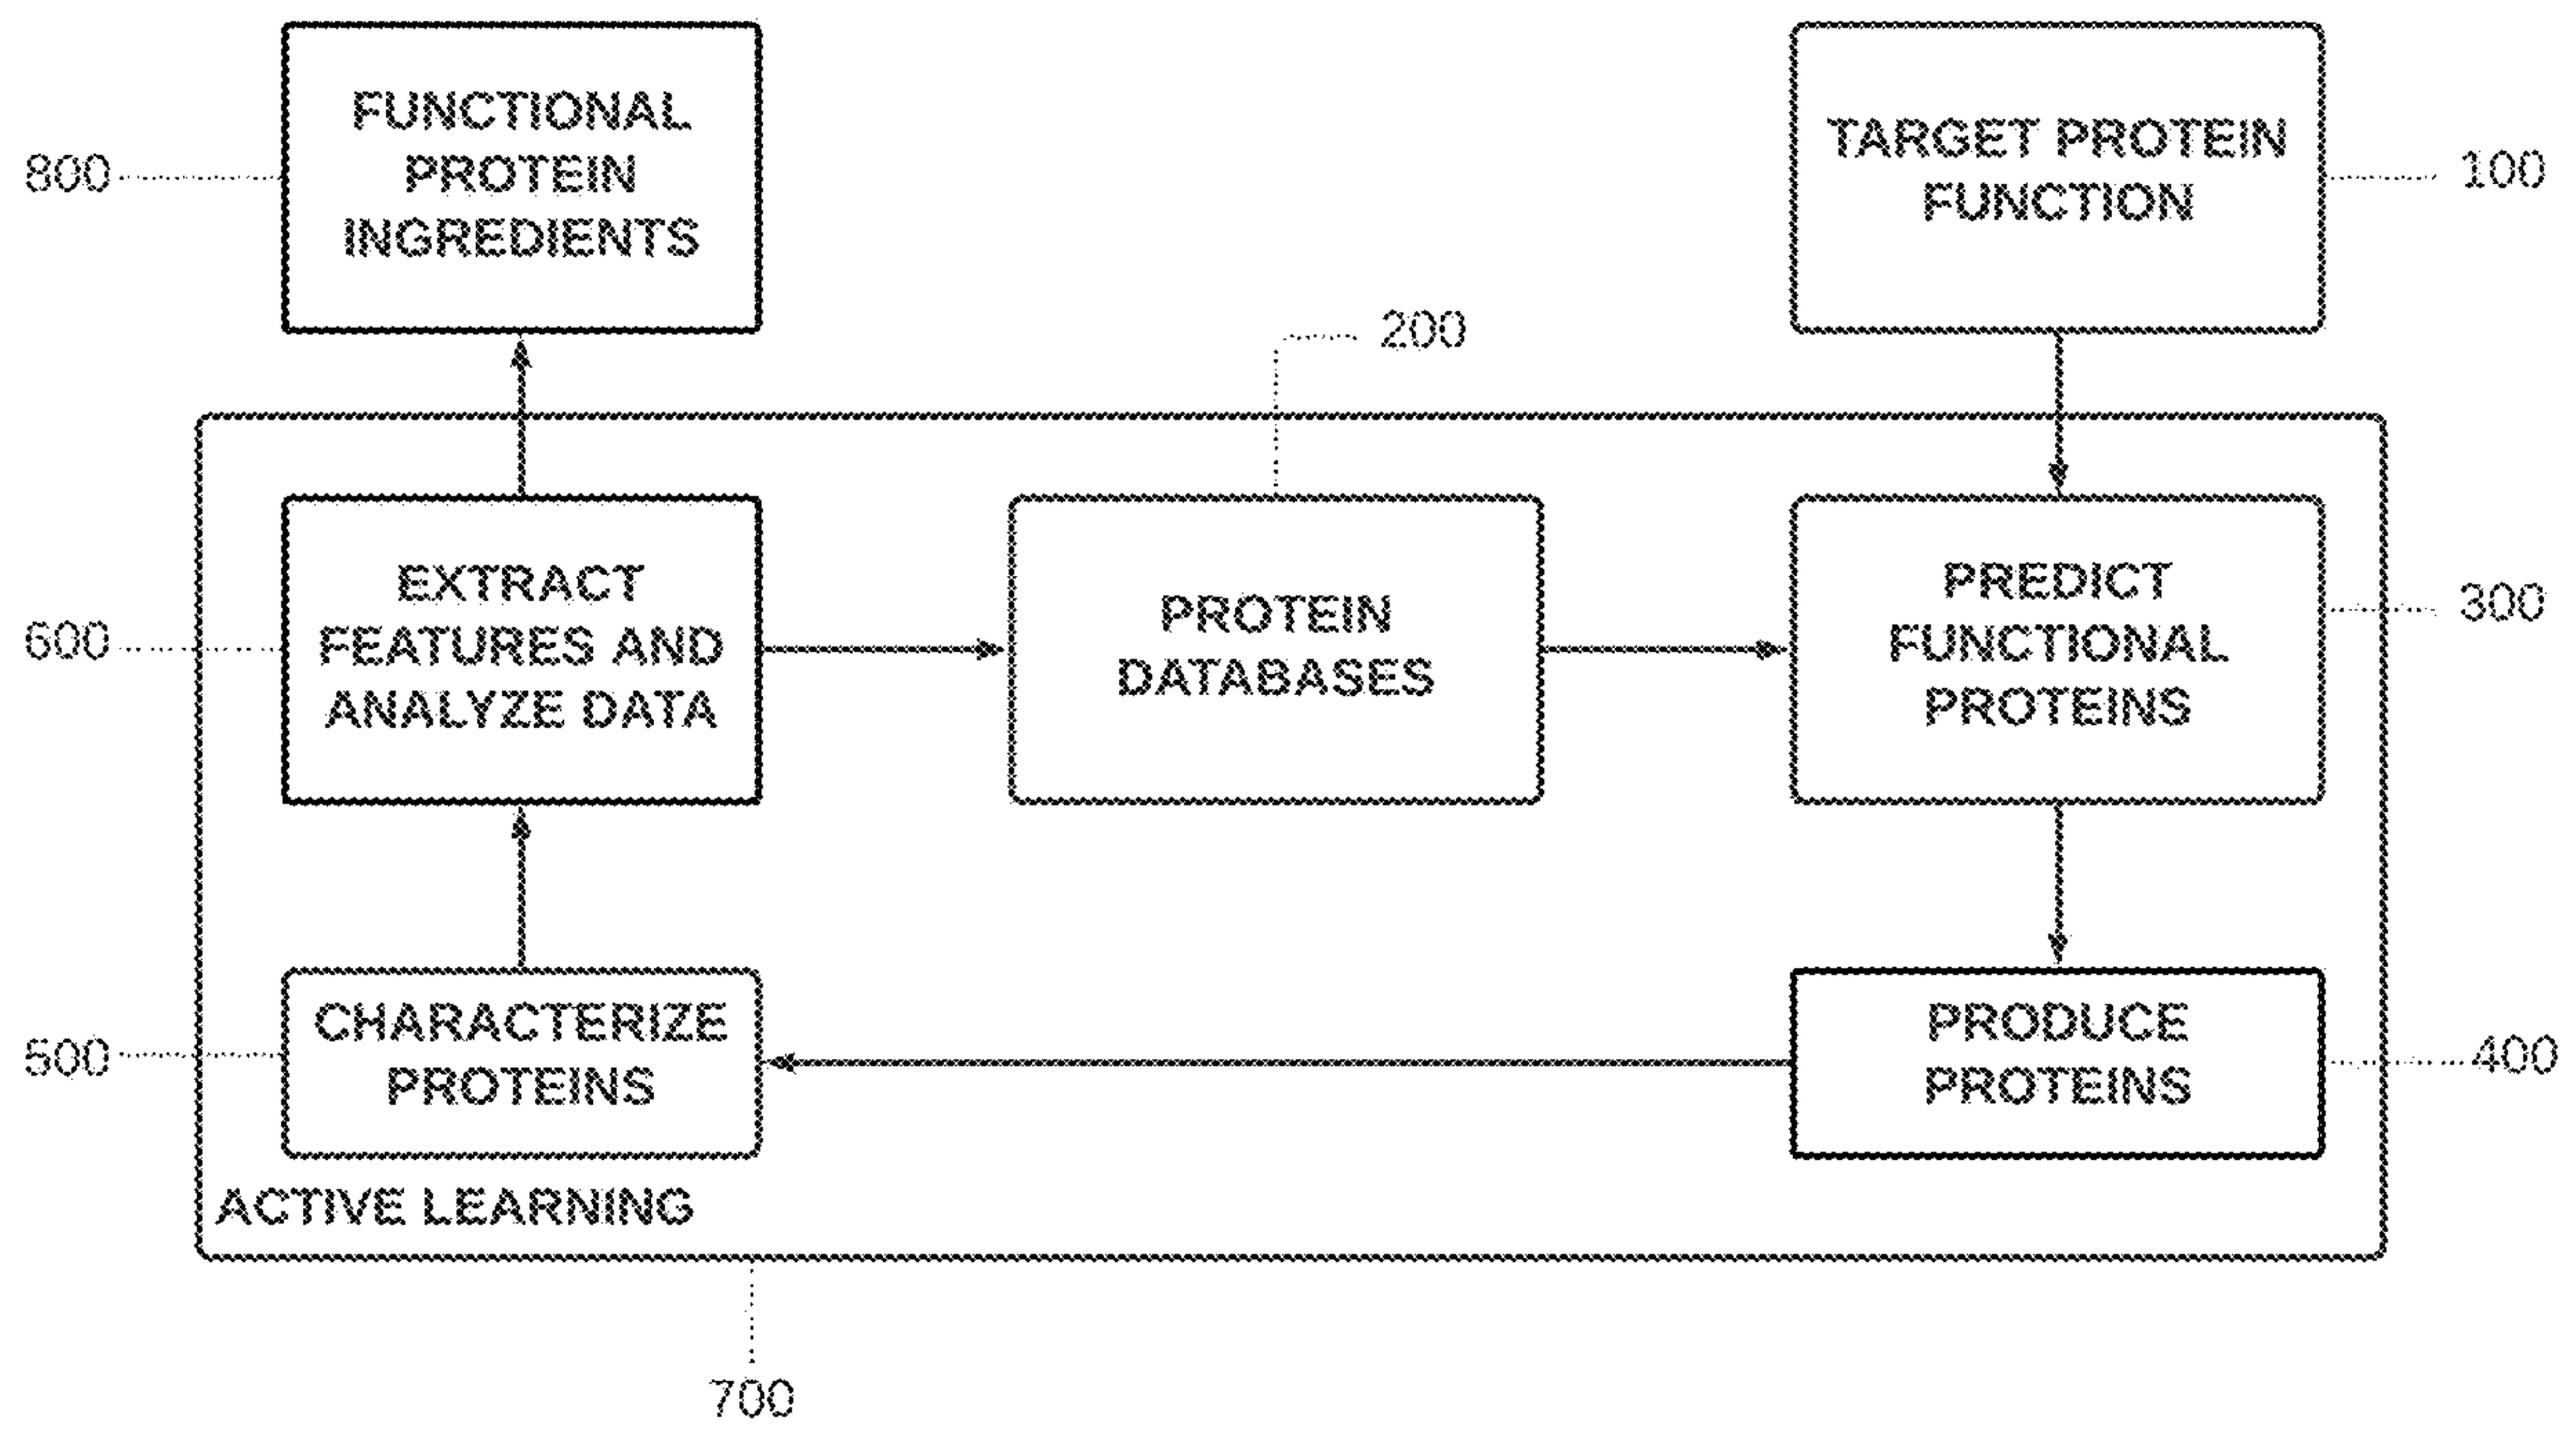 FUNCTIONAL
PROTEIN
INGREDIENTS
800
TARGET PROTEIN
FUNCTION
100
200
EXTRACT
FEATURES AND
ANALYZE DATA
600
PROTEIN
DATABASES
PREDICT
FUNCTIONAL
PROTEINS
300
CHARACTERIZE
PROTEINS
500
PRODUCE
PROTEINS
400
ACTIVE LEARNING
700